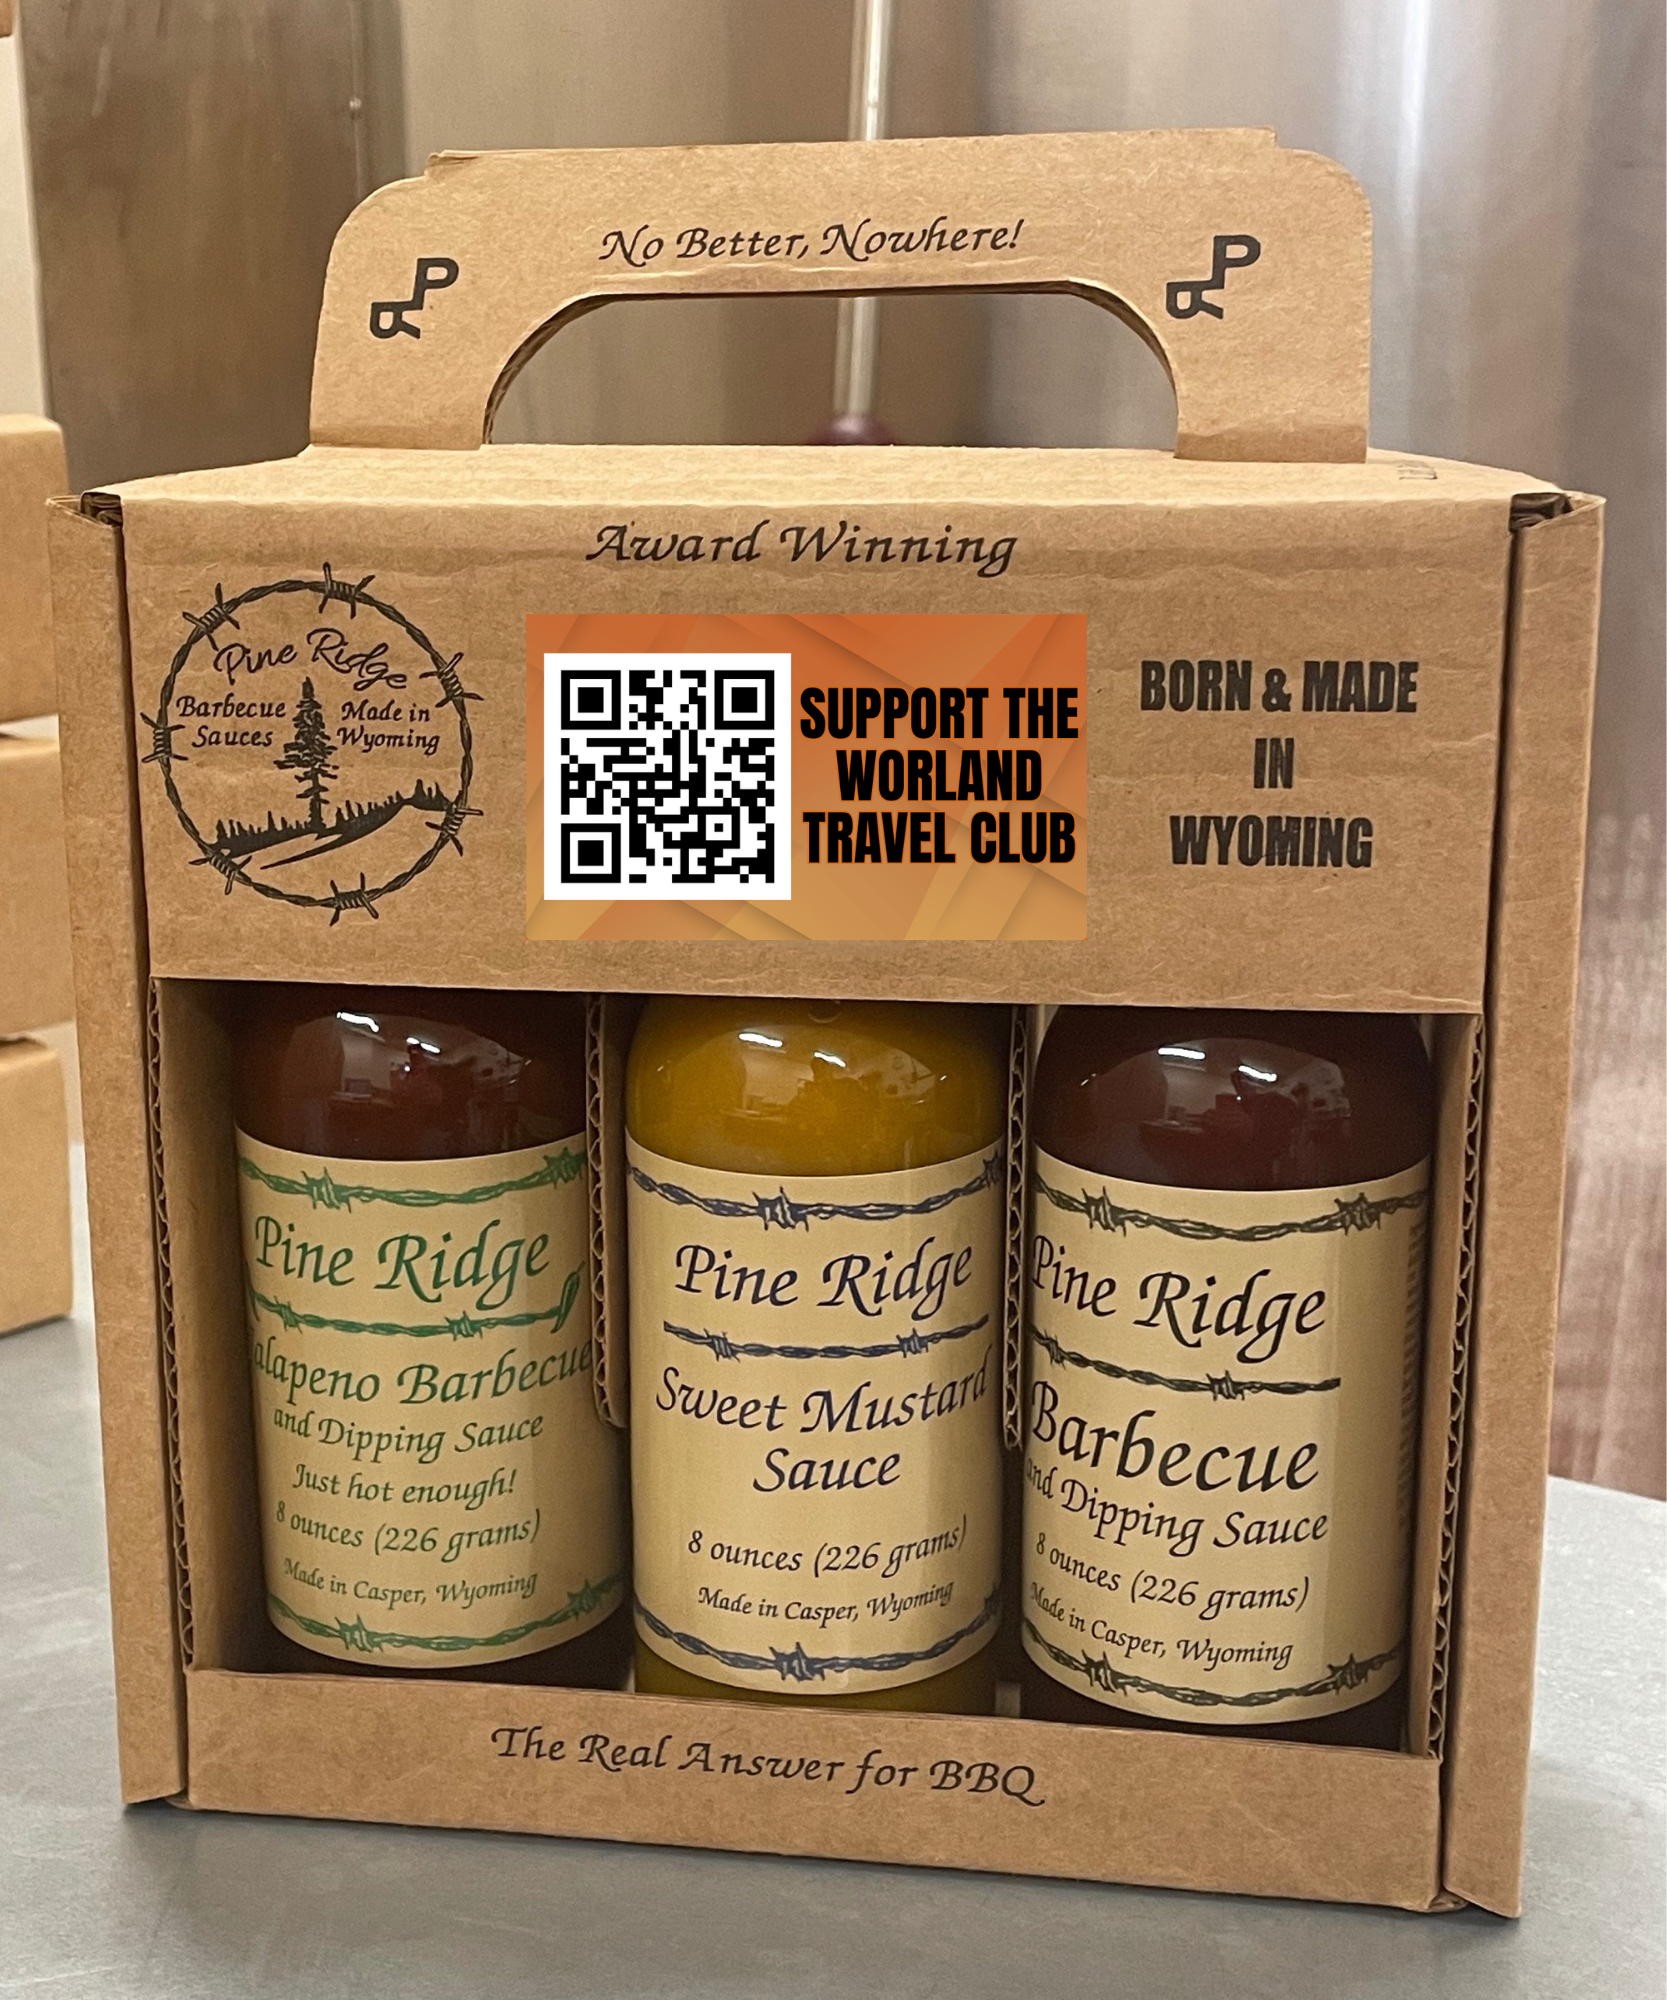 No Better, Nowhere!
RP
RP
Award Winning
Pine Ridge
Barbecue Sauces
Made in Wyoming
SUPPORT THE
WORLAND
TRAVEL CLUB
BORN & MADE
IN
WYOMING
Pine Ridge
alapeno Barbecue
and Dipping Sauce
Just hot enough!
8 ounces (226 grams)
Made in Casper, Wyoming
Pine Ridge
Sweet Mustard
Sauce
8 ounces (226 grams)
Made in Casper, Wyoming
Pine Ridge
Barbecue
and Dipping Sauce
8 ounces (226 grams)
Made in Casper, Wyoming
The Real Answer for BBQ